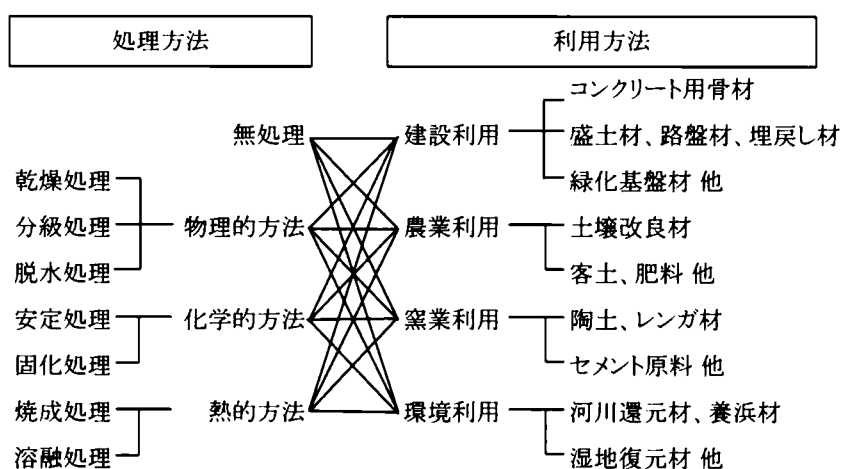 処理方法
利用方法
コンクリート用骨材
無処理
建設利用
盛土材、路盤材、埋戻し材
乾燥処理
緑化基盤材 他
分級処理
物理的方法
農業利用
土壌改良材
脱水処理
客土、肥料 他
安定処理
化学的方法
窯業利用
陶土、レンガ材
固化処理
セメント原料 他
焼成処理
熱的方法
環境利用
河川還元材、養浜材
溶融処理
湿地復元材 他